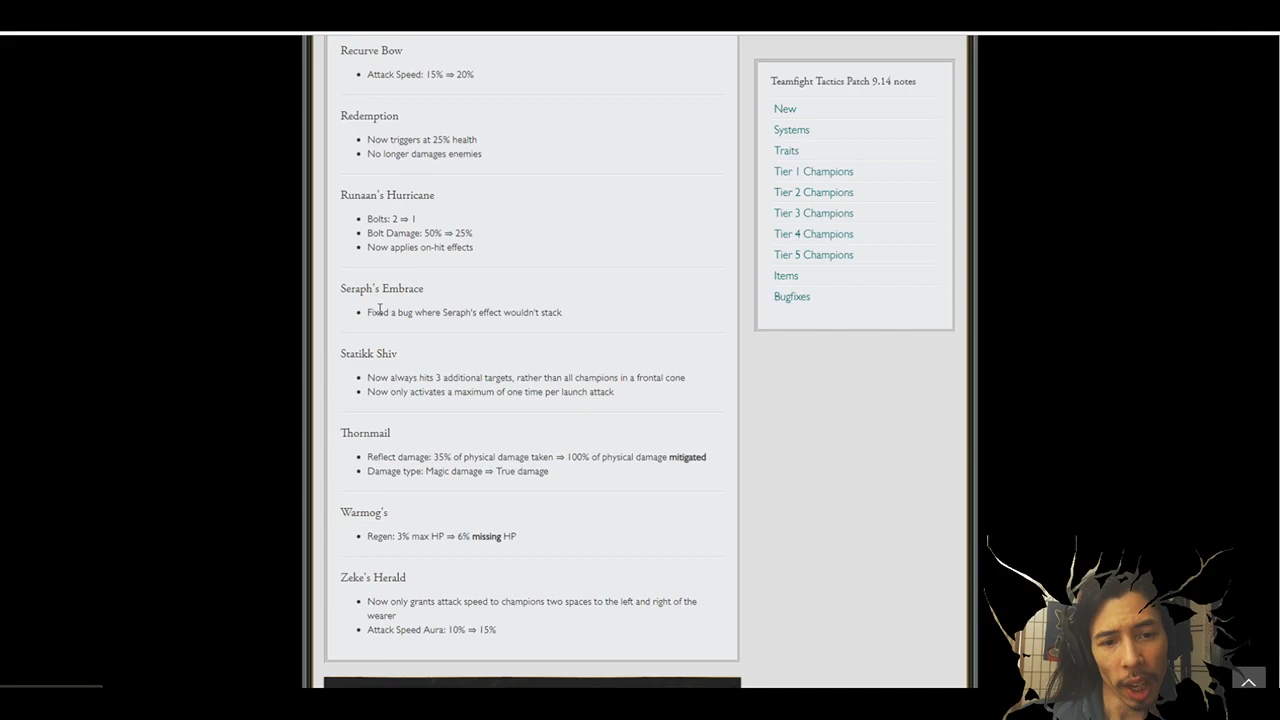 Recurve Bow
Attack Speed: 15% ⇒ 20%
Redemption
Now triggers at 25% health
No longer damages enemies
Runaan's Hurricane
Bolts: 2 ⇒ 1
Bolt Damage: 50% ⇒ 25%
Now applies on-hit effects
Seraph's Embrace
Fixed a bug where Seraph's effect wouldn't stack
Statikk Shiv
Now always hits 3 additional targets, rather than all champions in a frontal cone
Now only activates a maximum of one time per launch attack
Thornmail
Reflect damage: 35% of physical damage taken ⇒ 100% of physical damage mitigated
Damage type: Magic damage ⇒ True damage
Warmog's
Regen: 3% max HP ⇒ 6% missing HP
Zeke's Herald
Now only grants attack speed to champions two spaces to the left and right of the
wearer
Attack Speed Aura: 10% ⇒ 15%
Teamfight Tactics Patch 9.14 notes
New
Systems
Traits
Tier 1 Champions
Tier 2 Champions
Tier 3 Champions
Tier 4 Champions
Tier 5 Champions
Items
Bugfixes